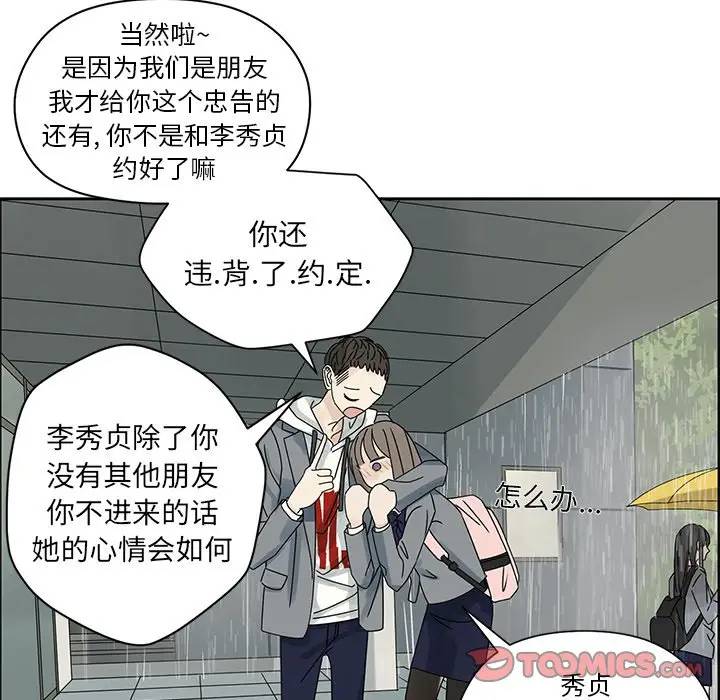 当然啦~
是因为我们是朋友
我才给你这个忠告的
还有, 你不是和李秀贞
约好了嘛
你还
违.背.了.约.定.
李秀贞除了你
没有其他朋友
你不进来的话
她的心情会如何
怎么办...
秀贞
TOOMICS.COM